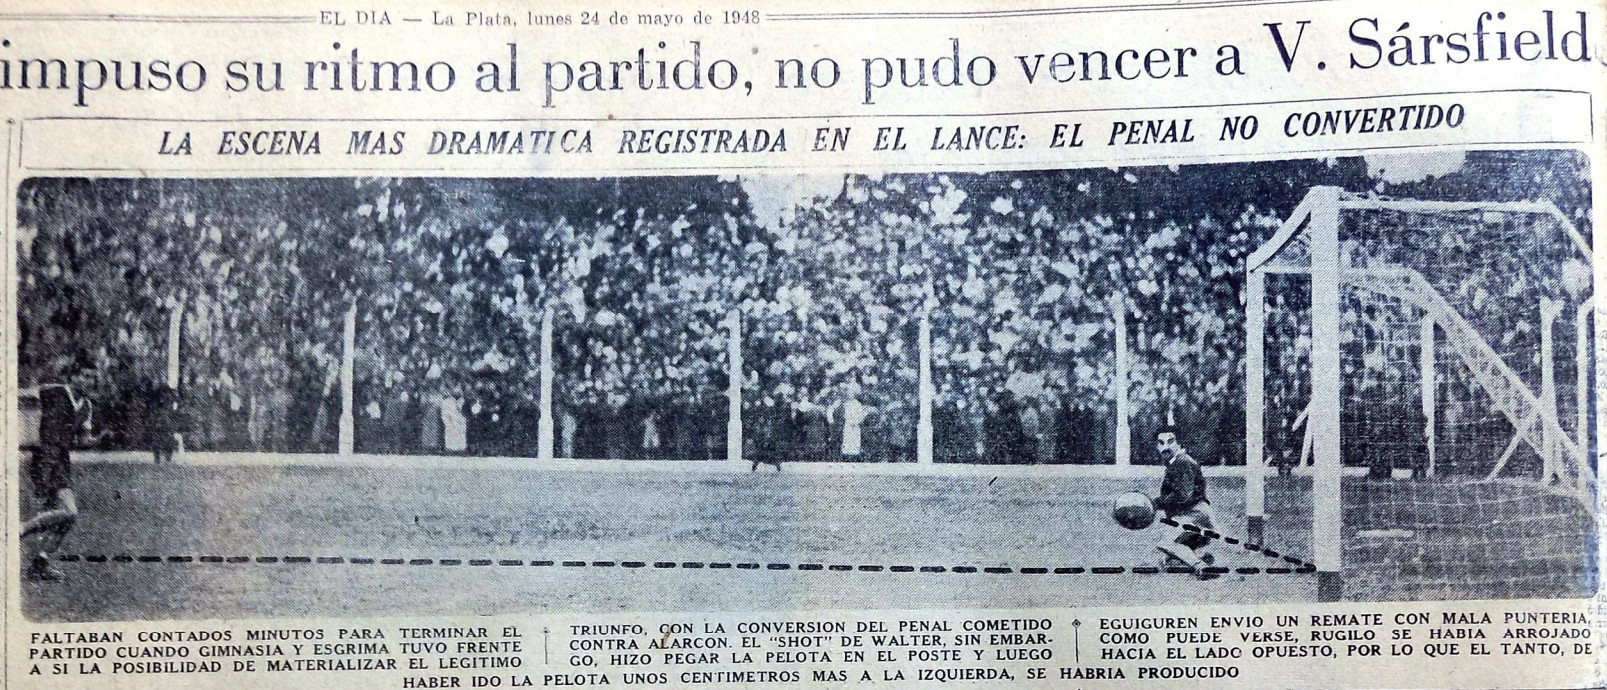 EL DIA — La Plata, lunes 24 de mayo de 1948
impuso su ritmo al partido, no pudo vencer a V. Sársfield
LA ESCENA MAS DRAMATICA REGISTRADA EN EL LANCE: EL PENAL NO CONVERTIDO
FALTABAN CONTADOS MINUTOS PARA TERMINAR EL
PARTIDO CUANDO GIMNASIA Y ESGRIMA TUVO FRENTE
A SI LA POSIBILIDAD DE MATERIALIZAR EL LEGITIMO
TRIUNFO, CON LA CONVERSION DEL PENAL COMETIDO
CONTRA ALARCON. EL "SHOT" DE WALTER, SIN EMBAR-
GO, HIZO PEGAR LA PELOTA EN EL POSTE Y LUEGO
EGUIGUREN ENVIO UN REMATE CON MALA PUNTERIA.
COMO PUEDE VERSE, RUGILO SE HABIA ARROJADO
HACIA EL LADO OPUESTO, POR LO QUE EL TANTO, DE
HABER IDO LA PELOTA UNOS CENTIMETROS MAS A LA IZQUIERDA, SE HABRIA PRODUCIDO